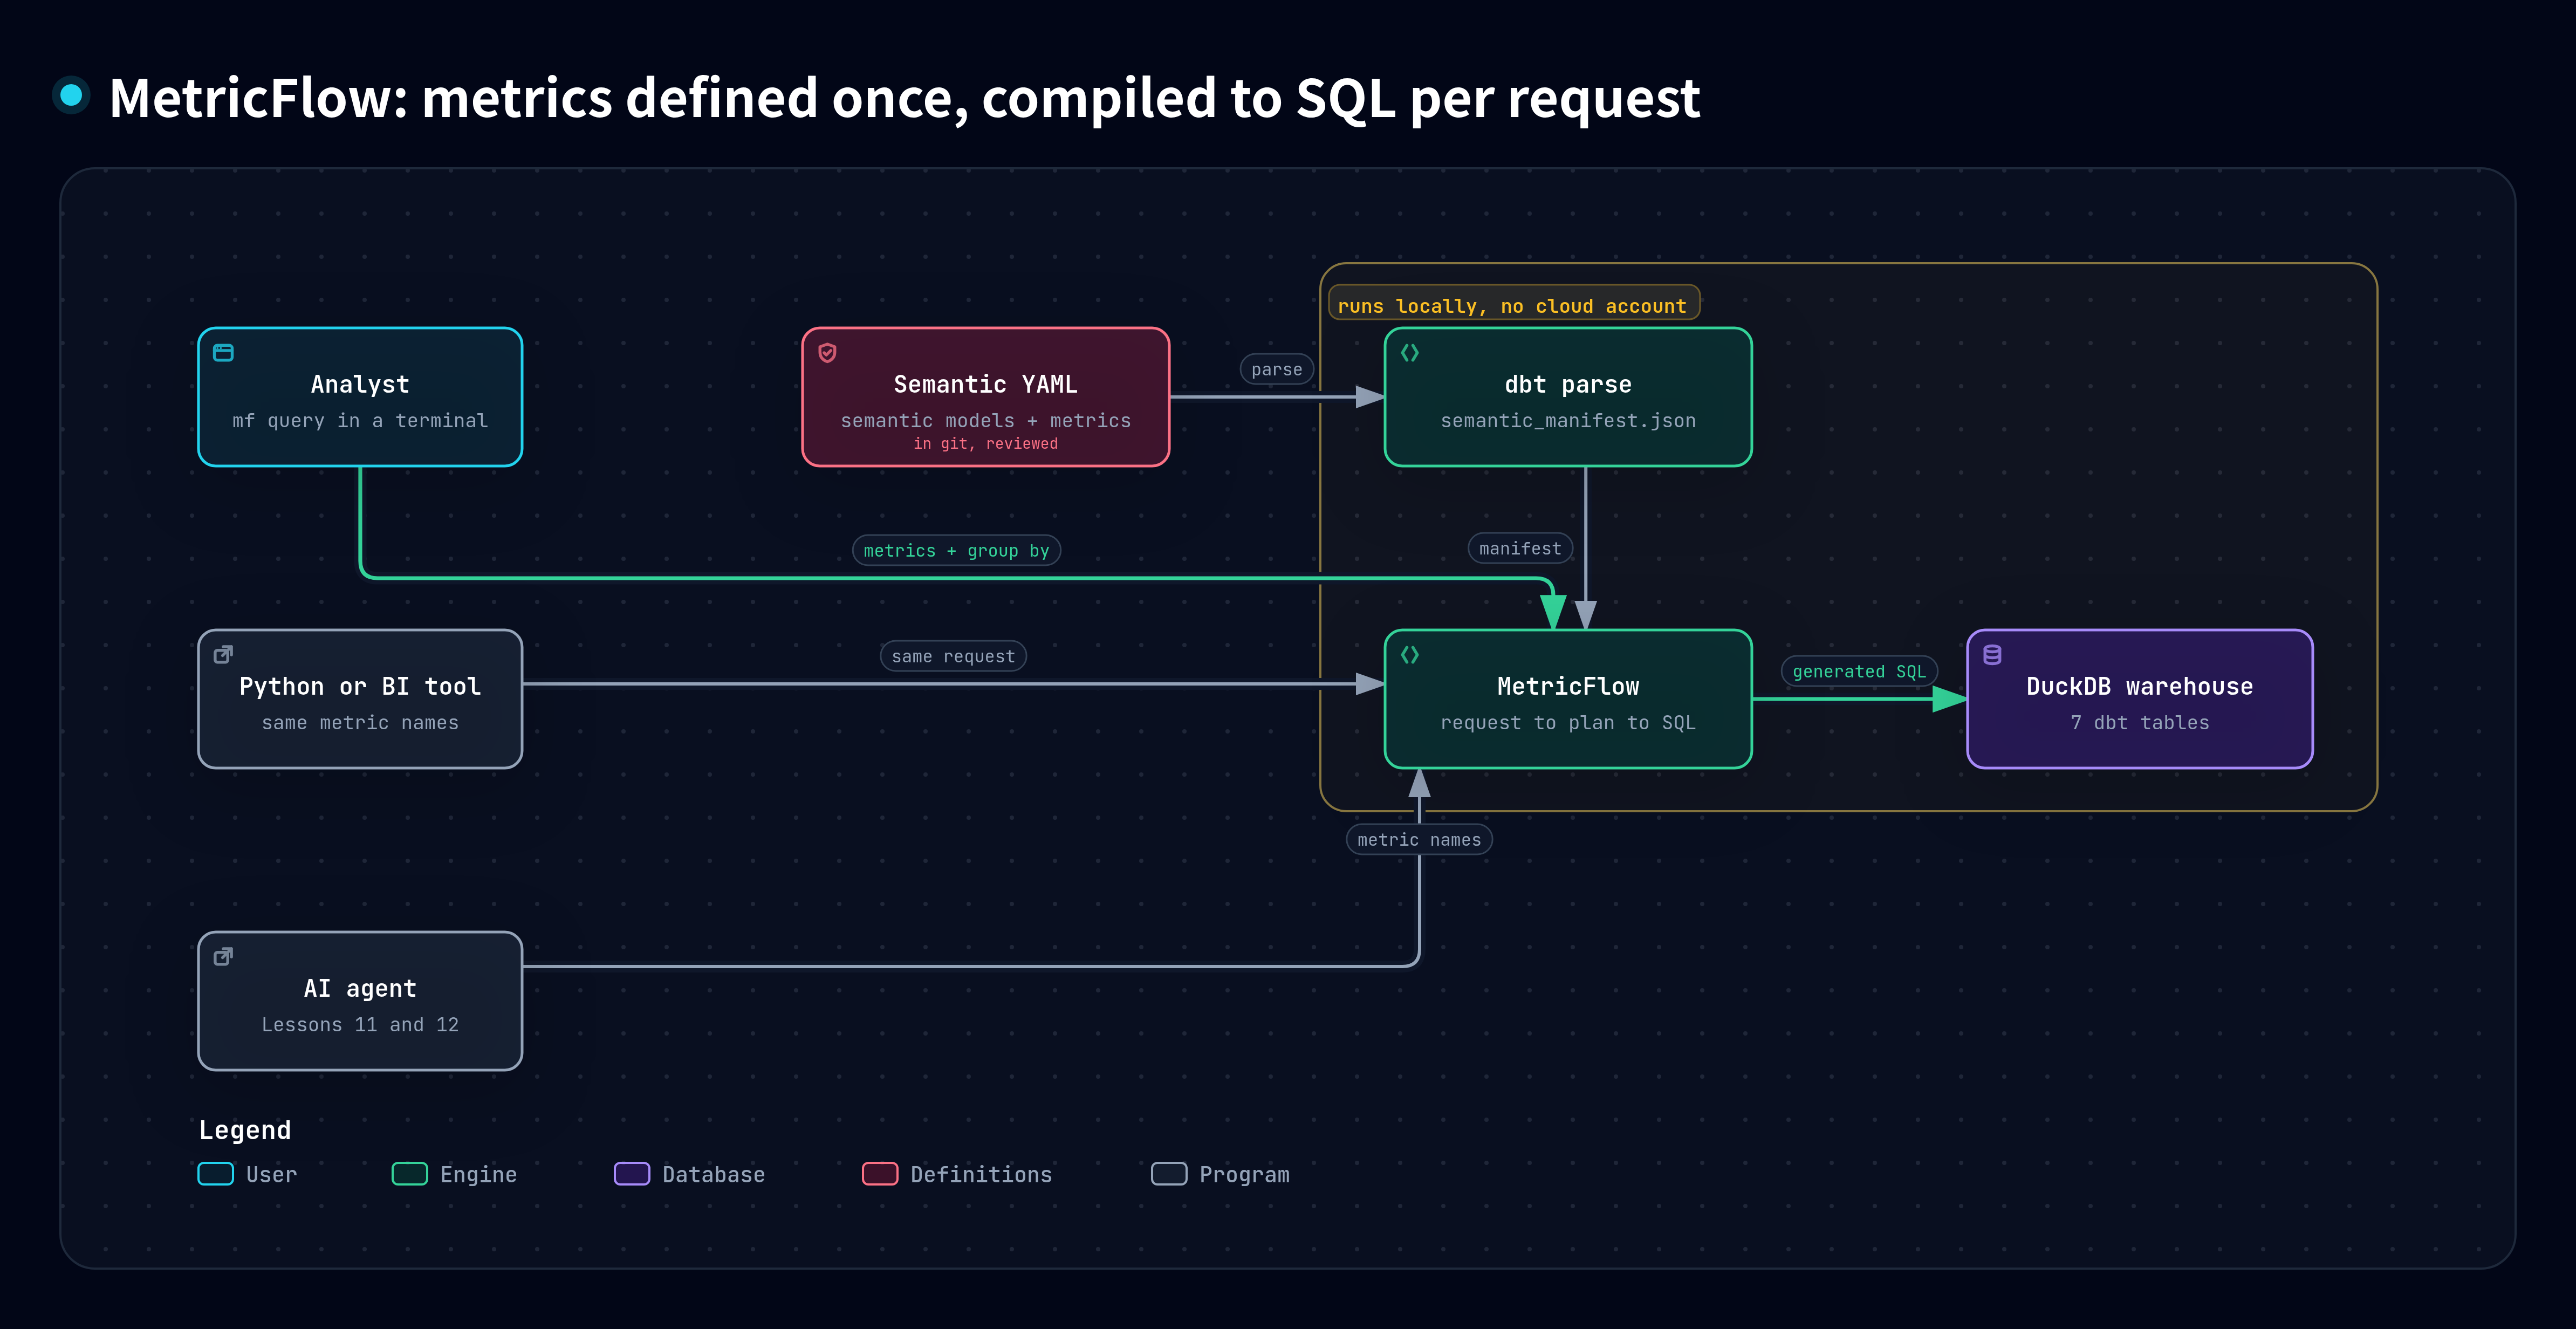 MetricFlow: metrics defined once, compiled to SQL per request
runs locally, no cloud account
Analyst
mf query in a terminal
Semantic YAML
semantic models + metrics
in git, reviewed
parse
dbt parse
semantic_manifest.json
metrics + group by
manifest
Python or BI tool
same metric names
same request
MetricFlow
request to plan to SQL
generated SQL
DuckDB warehouse
7 dbt tables
metric names
AI agent
Lessons 11 and 12
Legend
User
Engine
Database
Definitions
Program